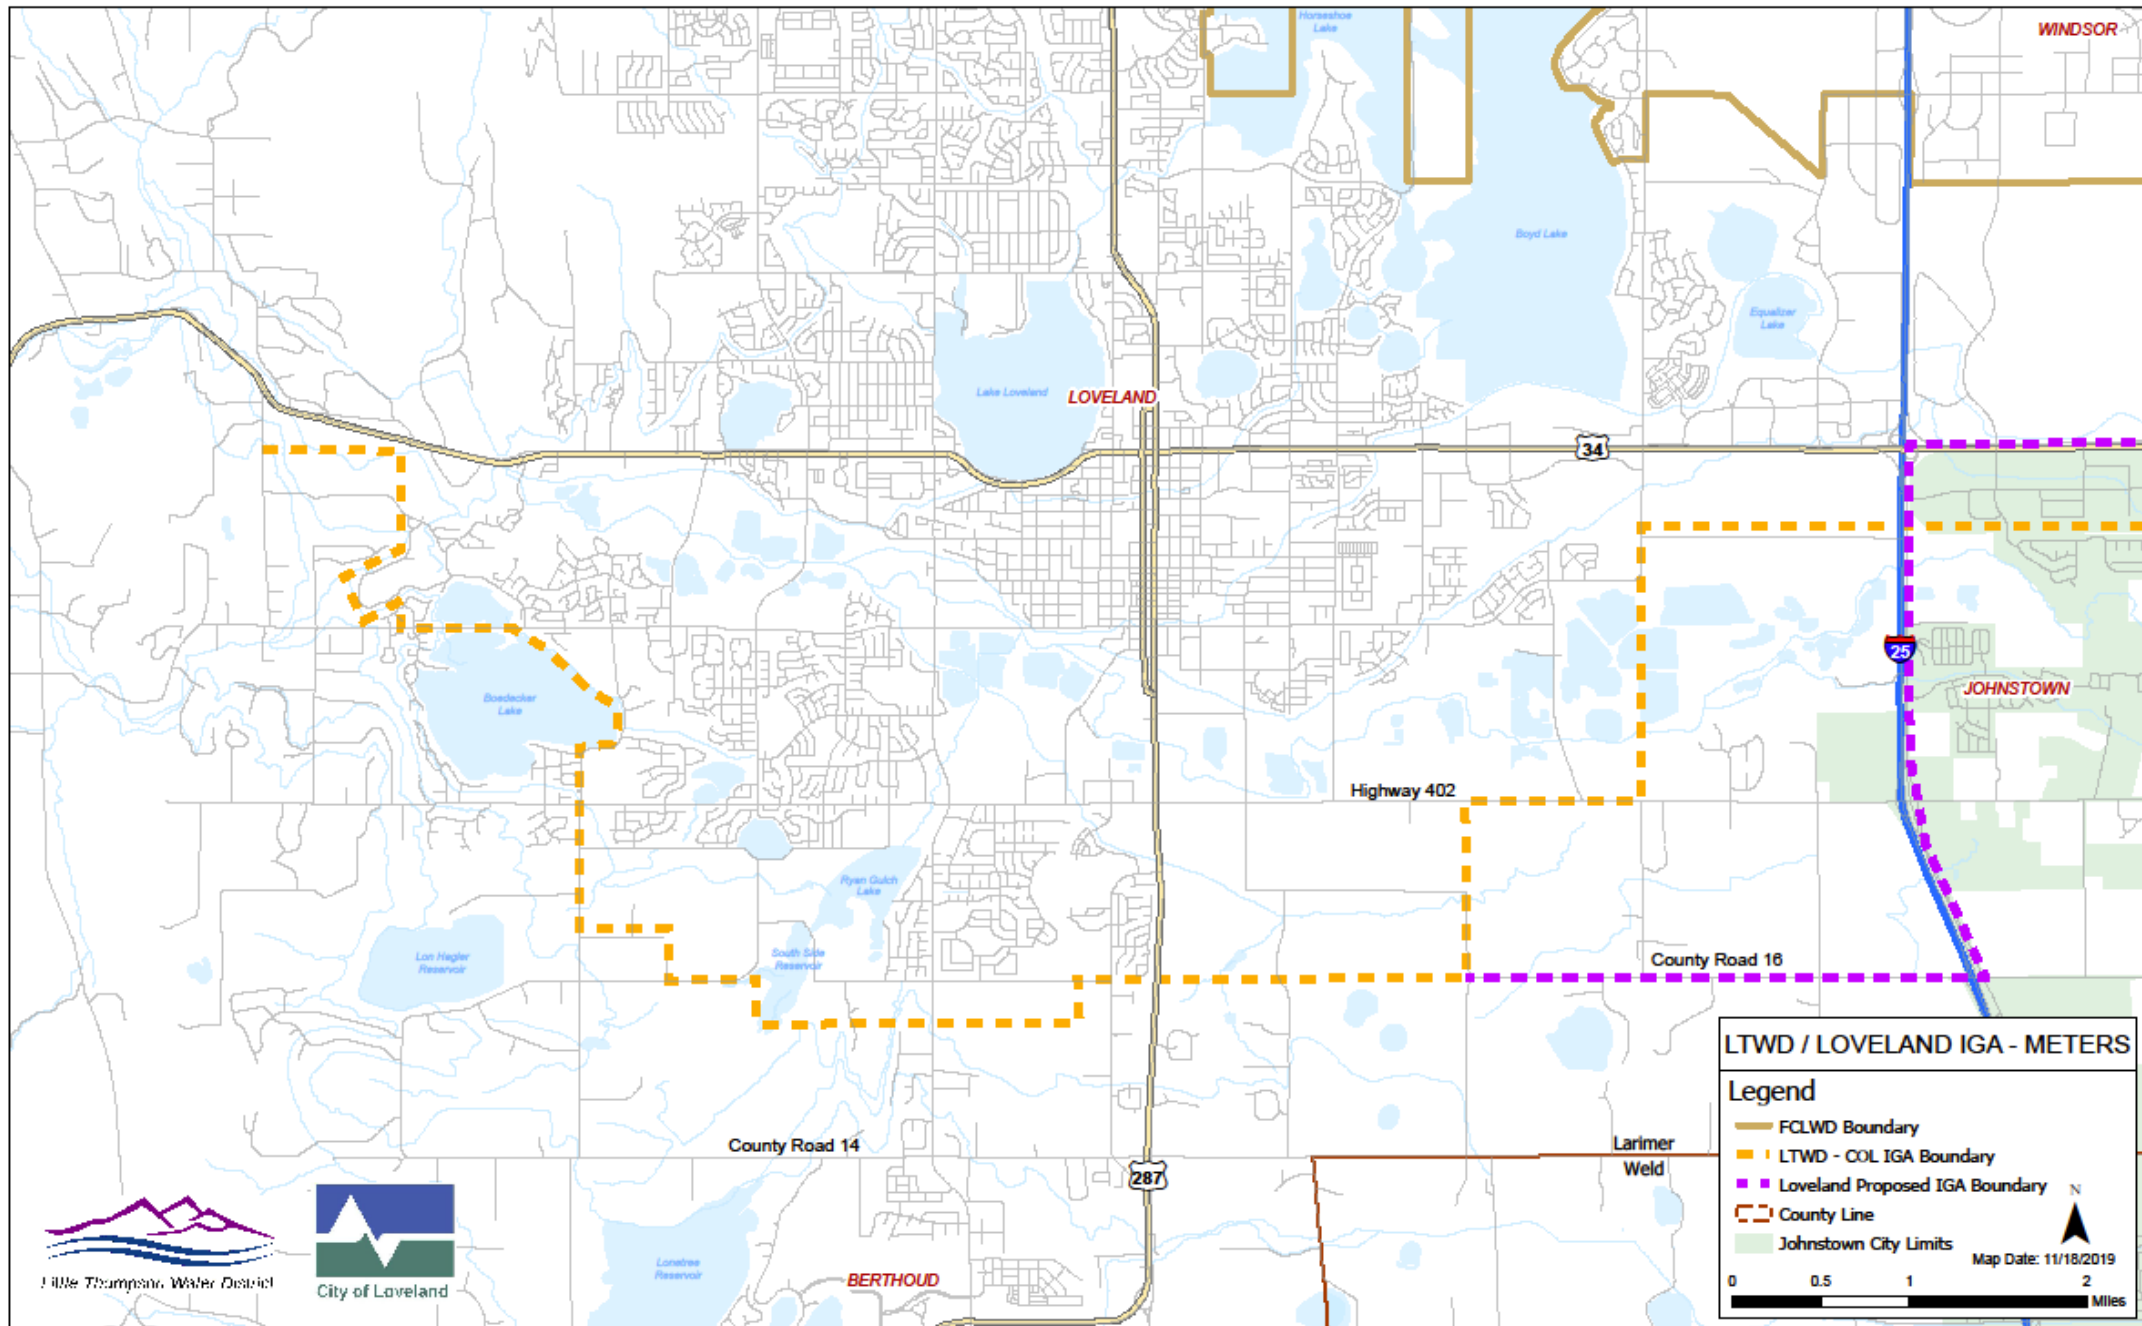 Horseshoe
Lake
WINDSOR
Boyd Lake
Equalizer
Lake
Lake Loveland
LOVELAND
34
25
JOHNSTOWN
Boedecker
Lake
Highway 402
Ryan Gulch
Lake
Lon Hagler
Reservoir
South Side
Reservoir
County Road 16
County Road 14
287
Larimer
Weld
Lonetree
Reservoir
BERTHOUD
Little Thompson Water District
City of Loveland
LTWD / LOVELAND IGA - METERS
Legend
FCLWD Boundary
LTWD - COL IGA Boundary
Loveland Proposed IGA Boundary
County Line
Johnstown City Limits
N
Map Date: 11/18/2019
0 0.5 1 2
Miles